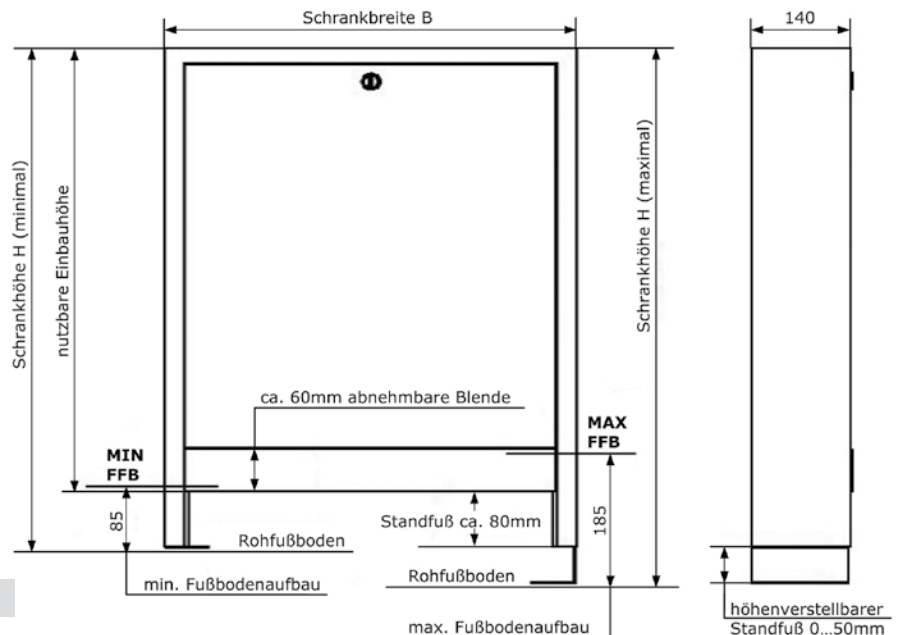 Schrankbreite B
140
Schrankhöhe H (minimal)
nutzbare Einbauhöhe
Schrankhöhe H (maximal)
ca. 60mm abnehmbare Blende
MAX
FFB
MIN
FFB
85
Standfuß ca. 80mm
185
Rohfußboden
min. Fußbodenaufbau
Rohfußboden
max. Fußbodenaufbau
höhenverstellbarer
Standfuß 0...50mm